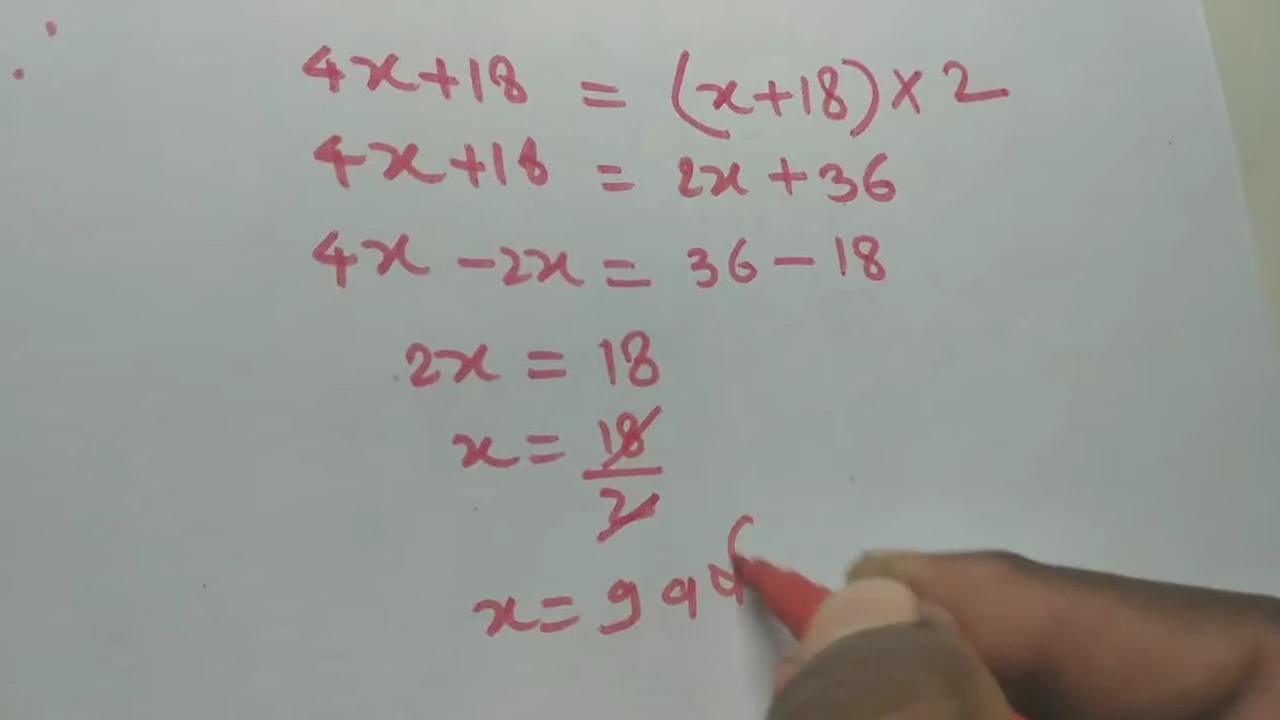 4x+18 = (x+18)×2
4x+18 = 2x+36
4x-2x = 36-18
2x = 18
x = 18/2
x = 9